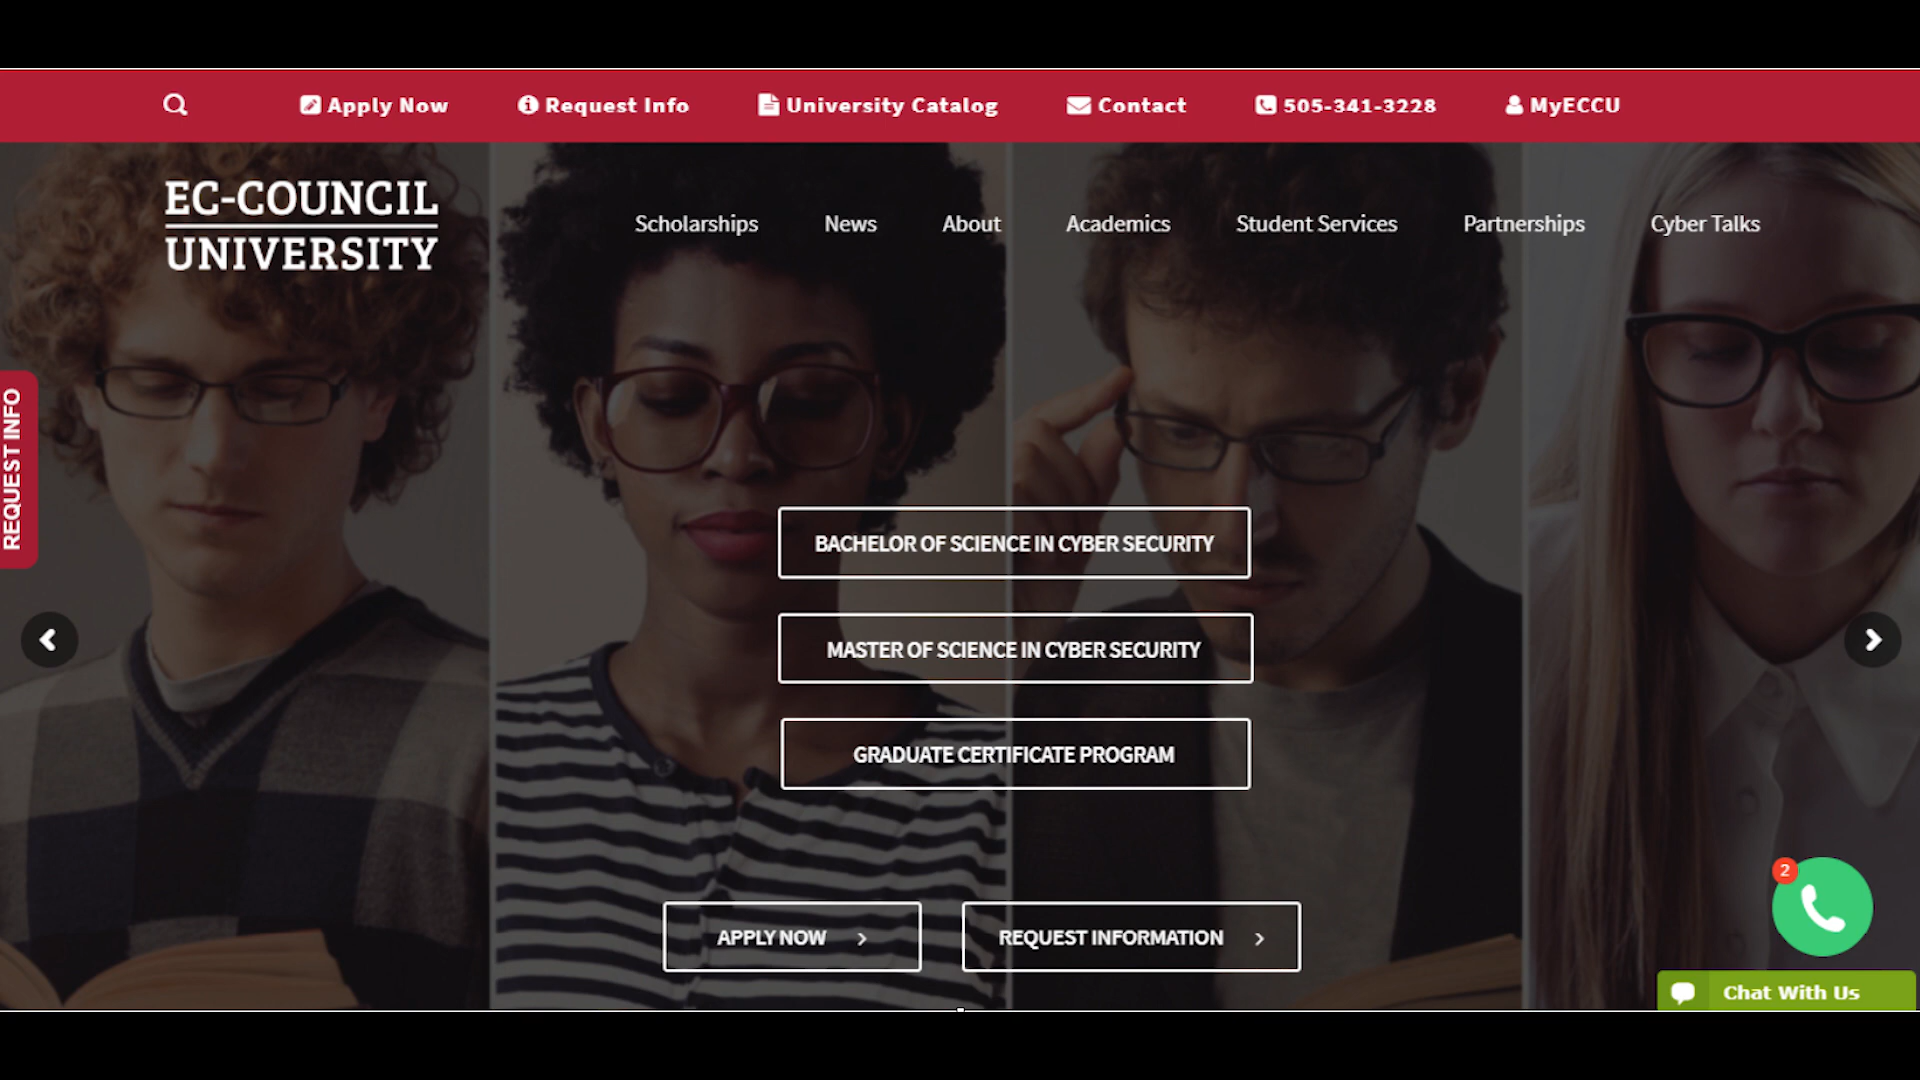 Apply Now
Request Info
University Catalog
Contact
505-341-3228
MyECCU
EC-COUNCIL
UNIVERSITY
Scholarships
News
About
Academics
Student Services
Partnerships
Cyber Talks
REQUEST INFO
BACHELOR OF SCIENCE IN CYBER SECURITY
MASTER OF SCIENCE IN CYBER SECURITY
GRADUATE CERTIFICATE PROGRAM
APPLY NOW
REQUEST INFORMATION
2
Chat With Us